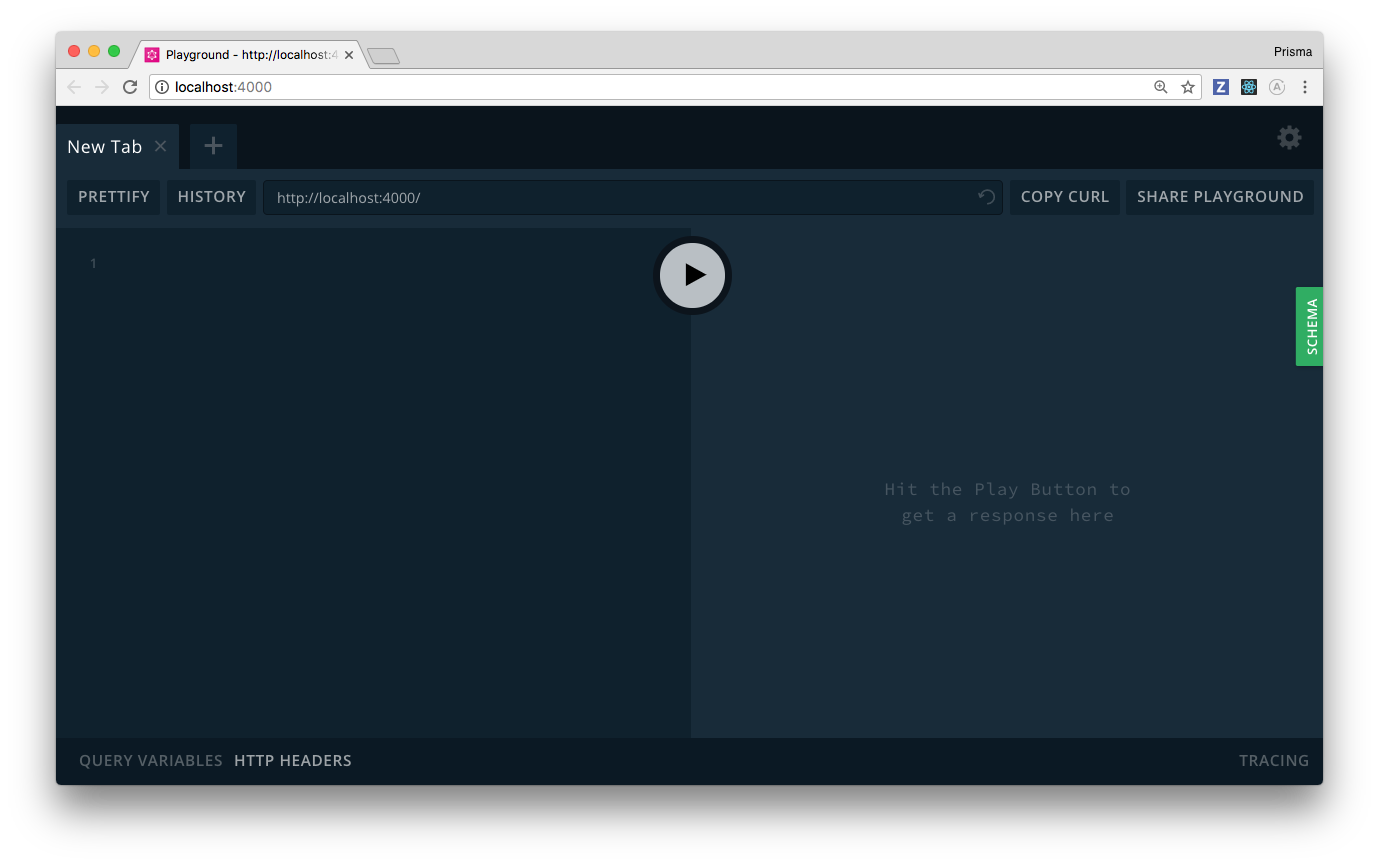 Playground - http://localhost:4
Prisma
localhost:4000
Z
A
New Tab
PRETTIFY
HISTORY
http://localhost:4000/
COPY CURL
SHARE PLAYGROUND
1
SCHEMA
Hit the Play Button to
get a response here
QUERY VARIABLES
HTTP HEADERS
TRACING